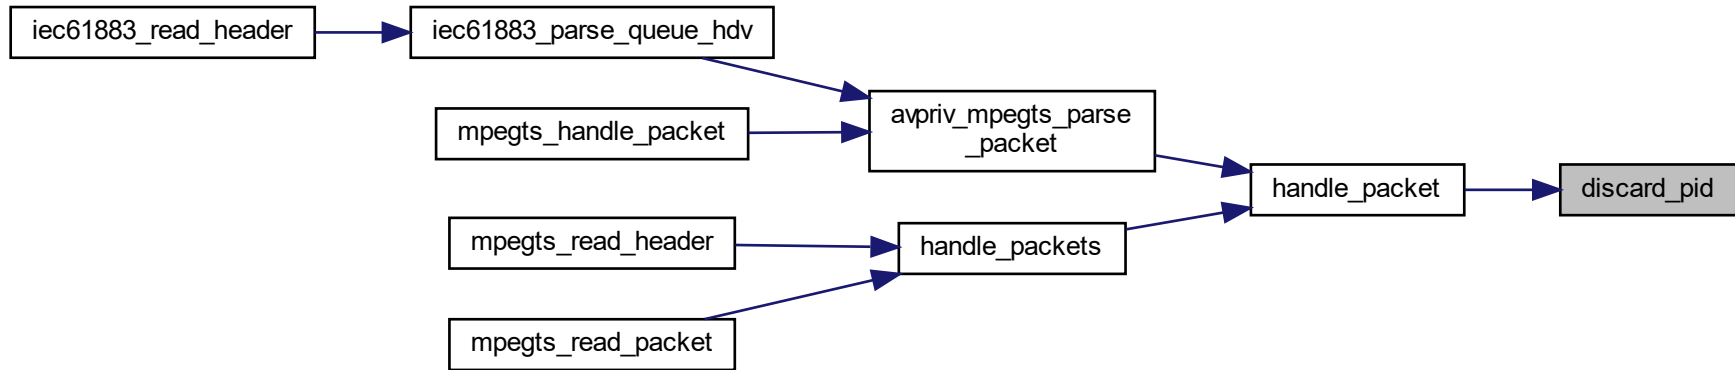 iec61883_read_header
iec61883_parse_queue_hdv
mpegts_handle_packet
avpriv_mpegts_parse
_packet
handle_packet
discard_pid
mpegts_read_header
handle_packets
mpegts_read_packet